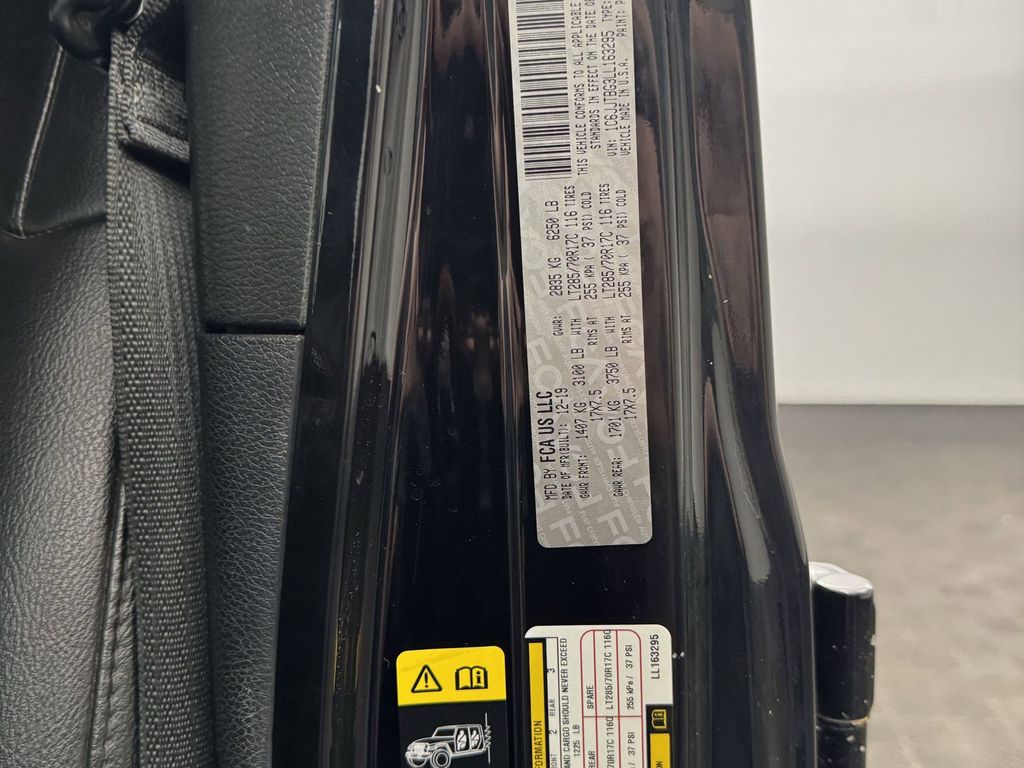 MFD BY FCA US LLC
DATE OF MFR(BUILT): 12-19 GVWR: 2835 KG 6250 LB
GAWR FRONT: 1407 KG 3100 LB WITH LT285/70R17C 116 TIRES
17X7.5 RIMS AT 255 KPA ( 37 PSI) COLD
GAWR REAR: 1701 KG 3750 LB WITH LT285/70R17C 116 TIRES
17X7.5 RIMS AT 255 KPA ( 37 PSI) COLD
THIS VEHICLE CONFORMS TO ALL APPLICABLE
STANDARDS IN EFFECT ON THE DATE OF
VIN: 1C6JJTBG3LL163295 TYPE:
VEHICLE MADE IN U.S.A. PAINT:
2 REAR 3
AND CARGO SHOULD NEVER EXCEED
1225 LB
REAR SPARE
LT285/70R17C 116Q
255 kPa / 37 PSI
LL163295